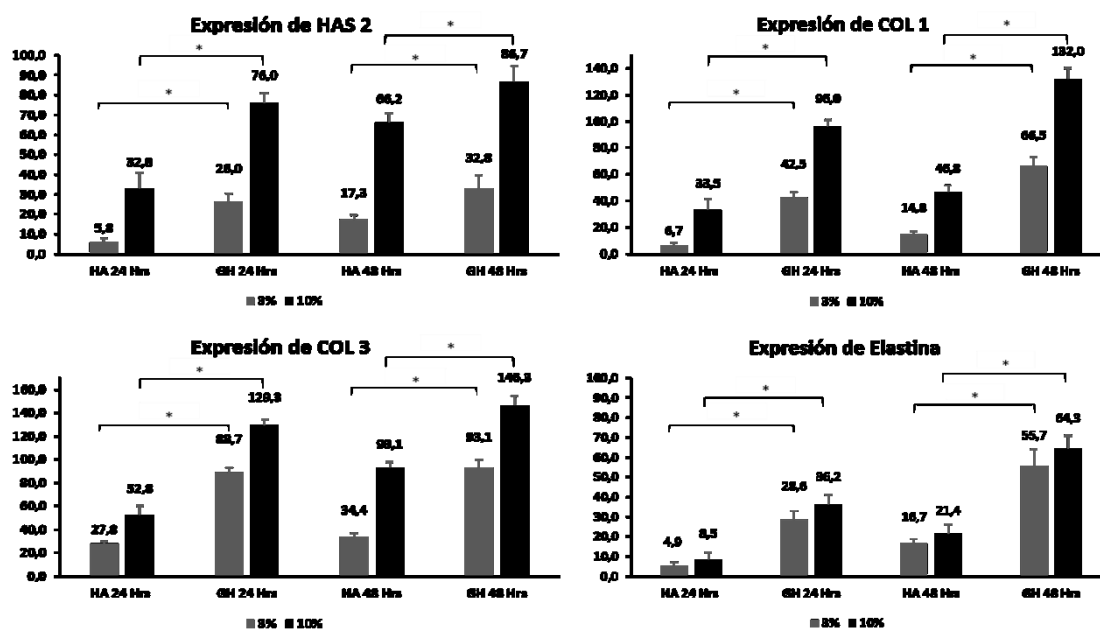 Expresión de HAS 2
100,0
90,0
80,0
70,0
60,0
50,0
40,0
30,0
20,0
10,0
0,0
* * * *
5,8 32,8 26,0 76,0 17,3 66,2 32,8 86,7
HA 24 Hrs GH 24 Hrs HA 48 Hrs GH 48 Hrs
3% 10%
Expresión de COL 1
140,0
120,0
100,0
80,0
60,0
40,0
20,0
0,0
* * * *
6,7 33,5 42,5 95,9 14,8 46,8 66,5 132,0
HA 24 Hrs GH 24 Hrs HA 48 Hrs GH 48 Hrs
3% 10%
Expresión de COL 3
160,0
140,0
120,0
100,0
80,0
60,0
40,0
20,0
0,0
* * * *
27,8 52,8 129,3 34,4 93,1 93,1 146,3
HA 24 Hrs GH 24 Hrs HA 48 Hrs GH 48 Hrs
3% 10%
Expresión de Elastina
100,0
90,0
80,0
70,0
60,0
50,0
40,0
30,0
20,0
10,0
0,0
* * * *
4,9 8,5 28,6 36,2 16,7 21,4 55,7 64,3
HA 24 Hrs GH 24 Hrs HA 48 Hrs GH 48 Hrs
3% 10%